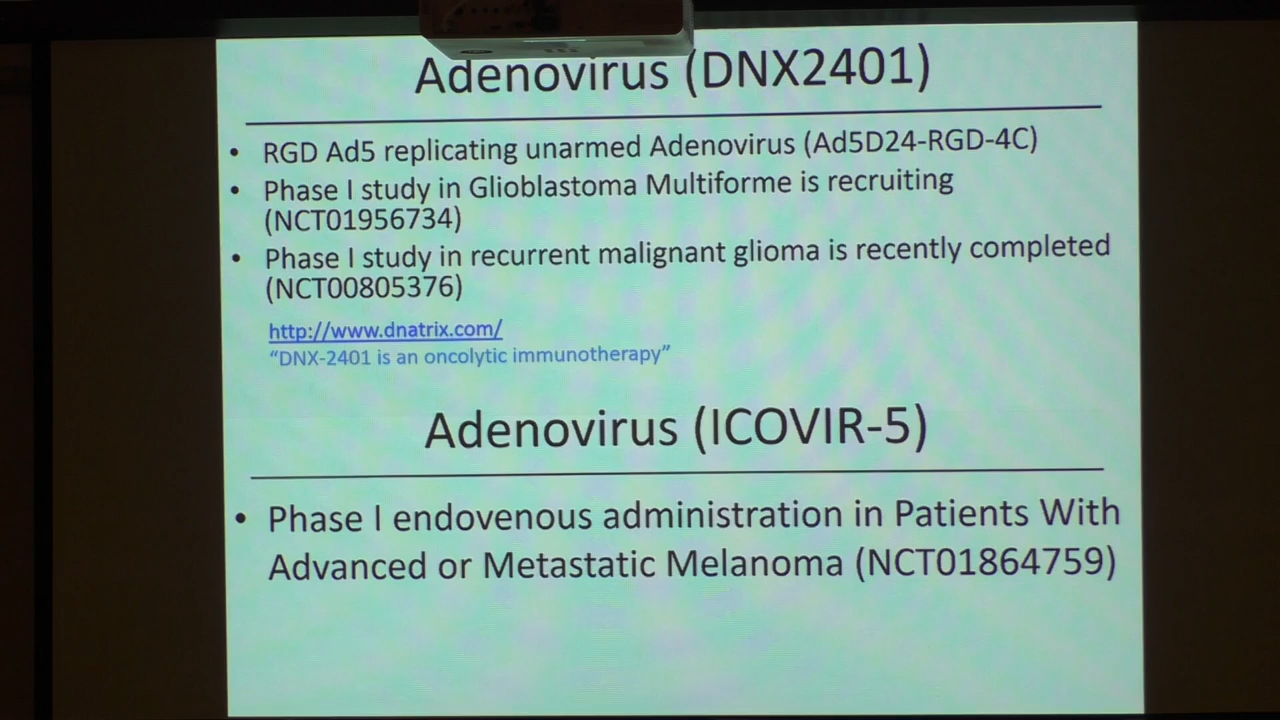 Adenovirus (DNX2401)
• RGD Ad5 replicating unarmed Adenovirus (Ad5D24-RGD-4C)
• Phase I study in Glioblastoma Multiforme is recruiting
(NCT01956734)
• Phase I study in recurrent malignant glioma is recently completed
(NCT00805376)
http://www.dnatrix.com/
“DNX-2401 is an oncolytic immunotherapy”
Adenovirus (ICOVIR-5)
• Phase I endovenous administration in Patients With
Advanced or Metastatic Melanoma (NCT01864759)